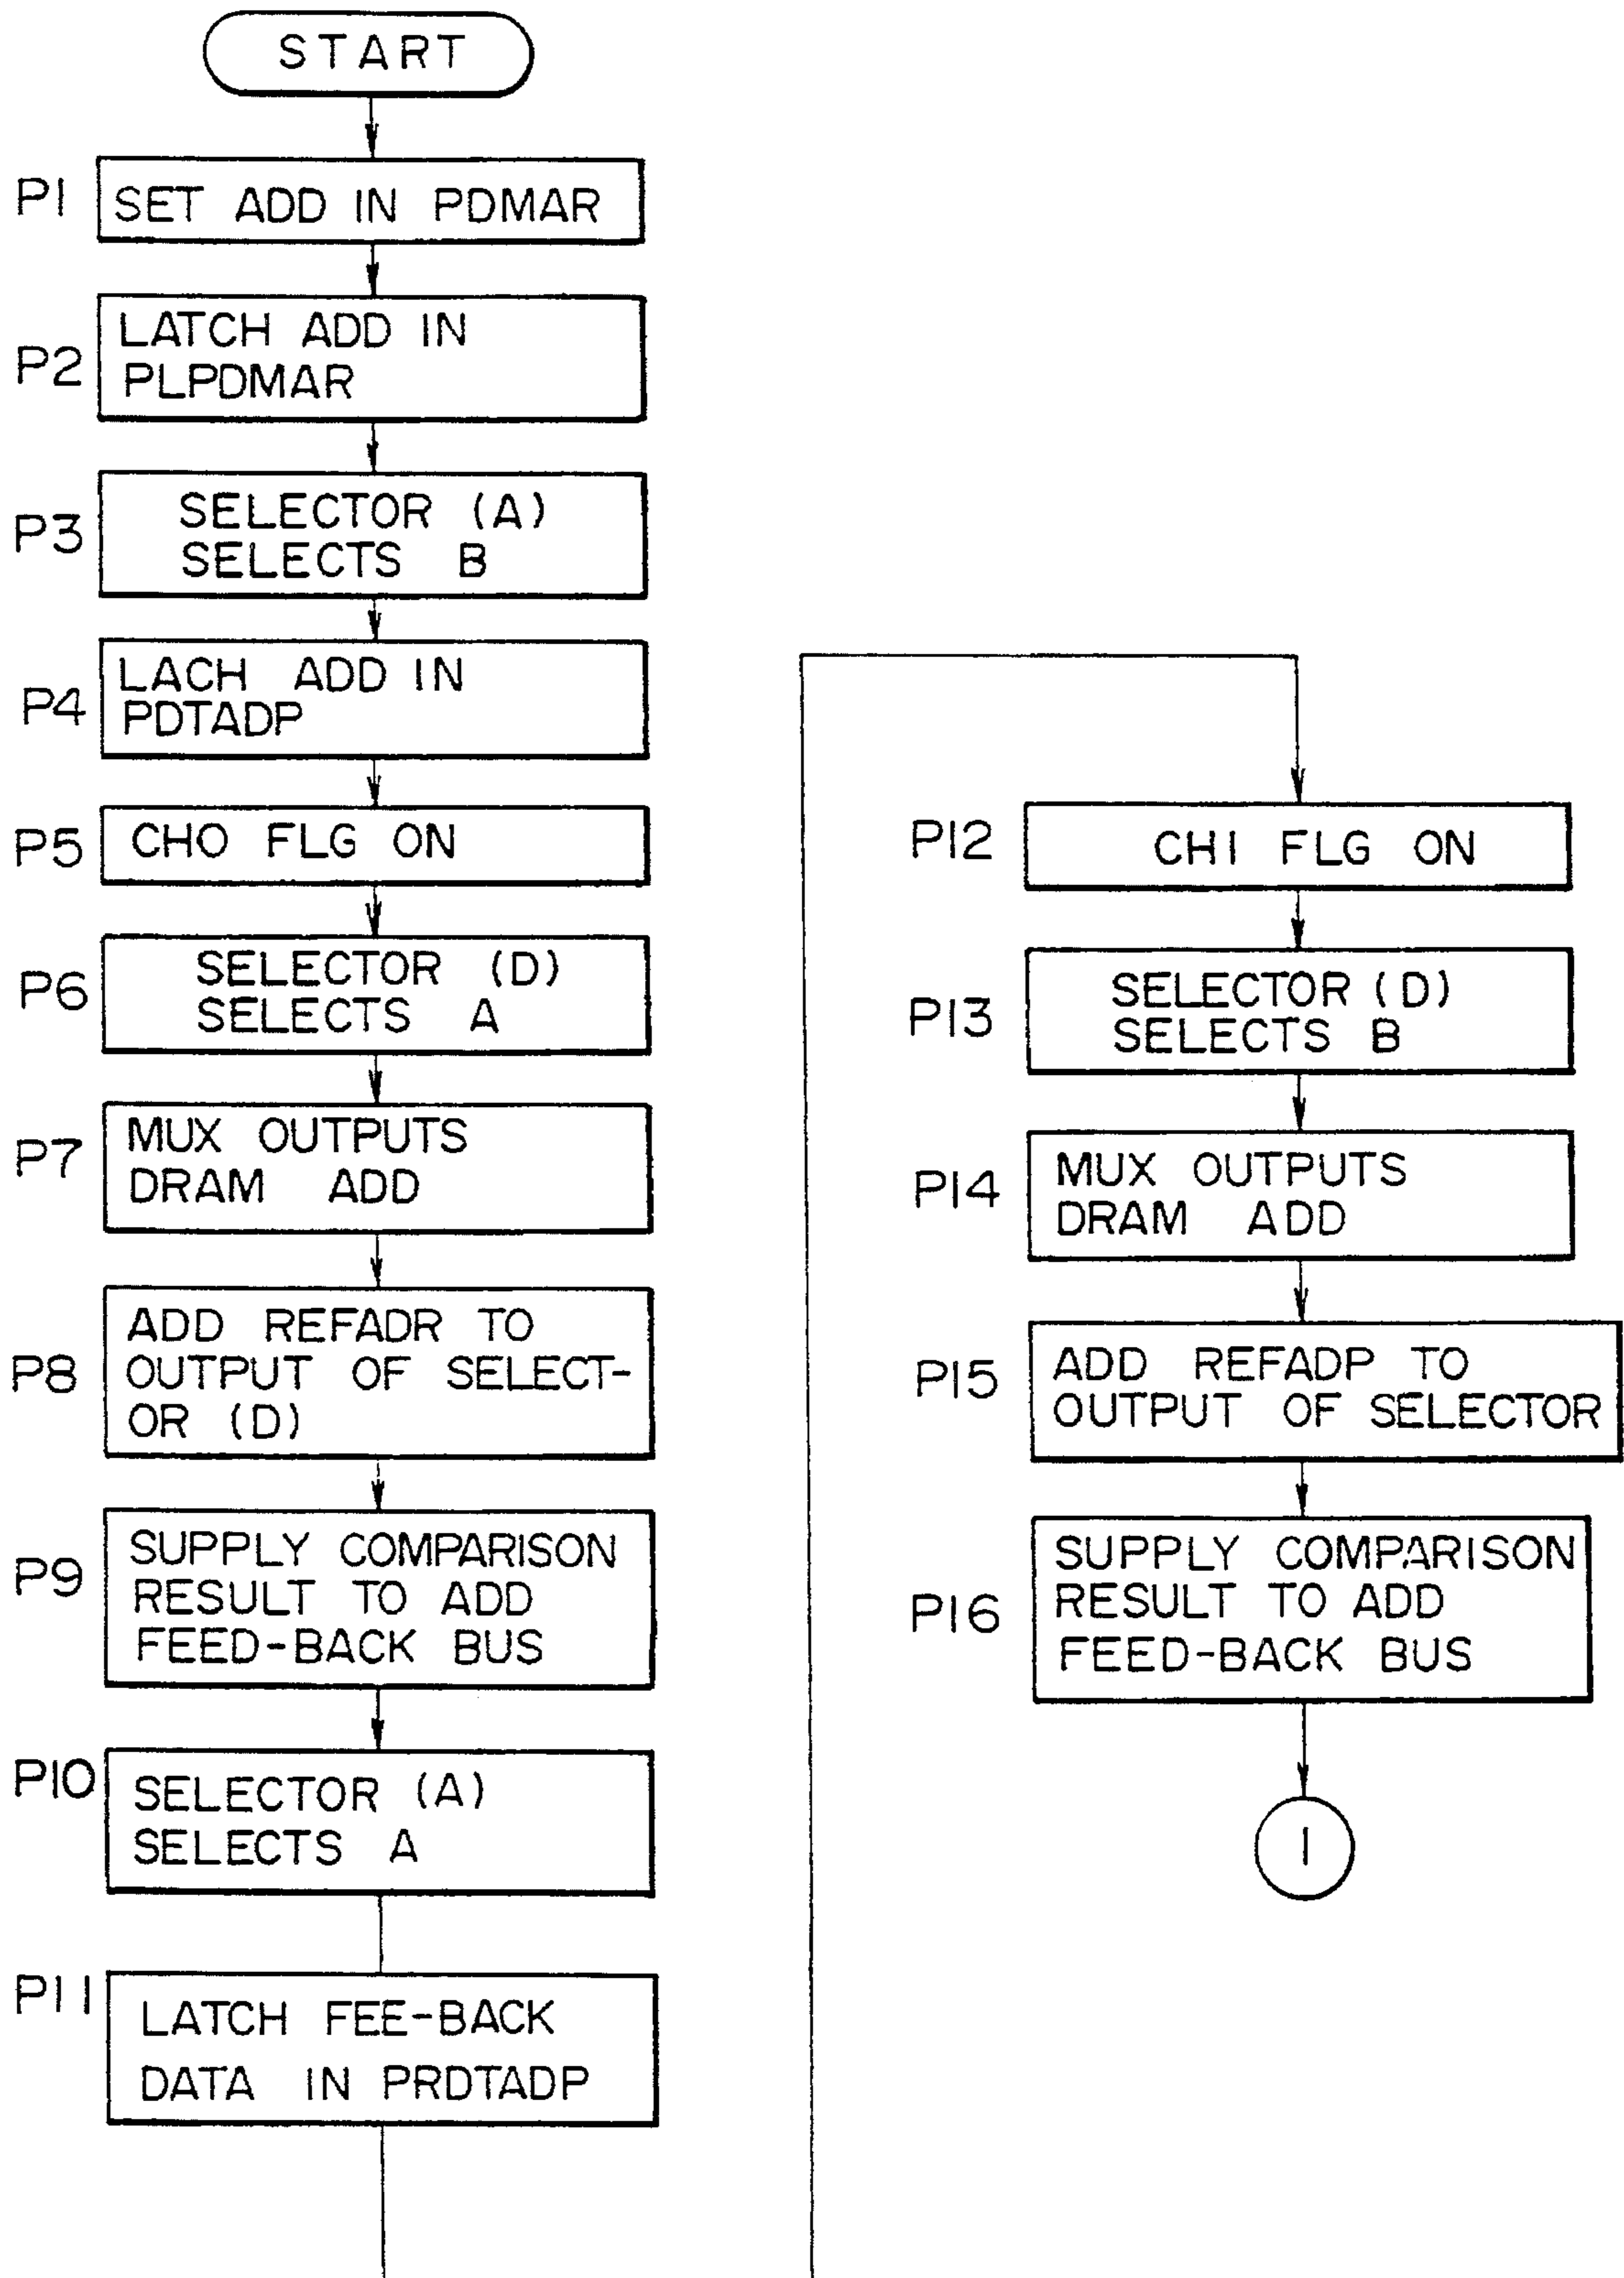 START
P1
SET ADD IN PDMAR
P2
LATCH ADD IN
PLPDMAR
P3
SELECTOR (A)
SELECTS B
P4
LACH ADD IN
PDTADP
P5
CHO FLG ON
P6
SELECTOR (D)
SELECTS A
P7
MUX OUTPUTS
DRAM ADD
P8
ADD REFADR TO
OUTPUT OF SELECT-
OR (D)
P9
SUPPLY COMPARISON
RESULT TO ADD
FEED-BACK BUS
P10
SELECTOR (A)
SELECTS A
P11
LATCH FEE-BACK
DATA IN PRDTADP
P12
CH1 FLG ON
P13
SELECTOR (D)
SELECTS B
P14
MUX OUTPUTS
DRAM ADD
P15
ADD REFADP TO
OUTPUT OF SELECTOR
P16
SUPPLY COMPARISON
RESULT TO ADD
FEED-BACK BUS
1